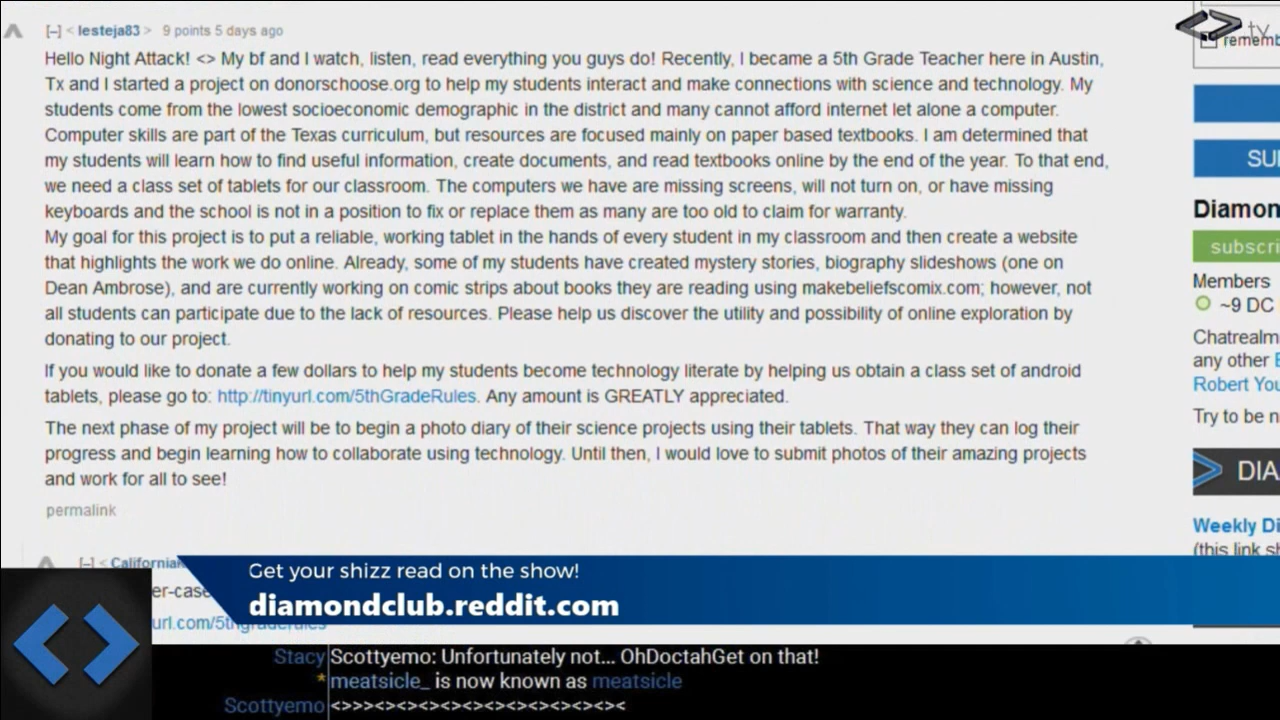 [–] < lesteja83 > 9 points 5 days ago
Hello Night Attack! <> My bf and I watch, listen, read everything you guys do! Recently, I became a 5th Grade Teacher here in Austin,
Tx and I started a project on donorschoose.org to help my students interact and make connections with science and technology. My
students come from the lowest socioeconomic demographic in the district and many cannot afford internet let alone a computer.
Computer skills are part of the Texas curriculum, but resources are focused mainly on paper based textbooks. I am determined that
my students will learn how to find useful information, create documents, and read textbooks online by the end of the year. To that end,
we need a class set of tablets for our classroom. The computers we have are missing screens, will not turn on, or have missing
keyboards and the school is not in a position to fix or replace them as many are too old to claim for warranty.
My goal for this project is to put a reliable, working tablet in the hands of every student in my classroom and then create a website
that highlights the work we do online. Already, some of my students have created mystery stories, biography slideshows (one on
Dean Ambrose), and are currently working on comic strips about books they are reading using makebeliefscomix.com; however, not
all students can participate due to the lack of resources. Please help us discover the utility and possibility of online exploration by
donating to our project.
If you would like to donate a few dollars to help my students become technology literate by helping us obtain a class set of android
tablets, please go to: http://tinyurl.com/5thGradeRules. Any amount is GREATLY appreciated.
The next phase of my project will be to begin a photo diary of their science projects using their tablets. That way they can log their
progress and begin learning how to collaborate using technology. Until then, I would love to submit photos of their amazing projects
and work for all to see!
permalink
[–] < California
er-case
url.com/5thgraderules
tv
rememb
SU
Diamon
subscri
Members
~9 DC
Chatrealm
any other
Robert You
Try to be n
DIA
Weekly Di
(this link sh
Get your shizz read on the show!
diamondclub.reddit.com
Stacy Scottyemo: Unfortunately not... OhDoctahGet on that!
* meatsicle_ is now known as meatsicle
Scottyemo <>>><><><><><><><><><><><><